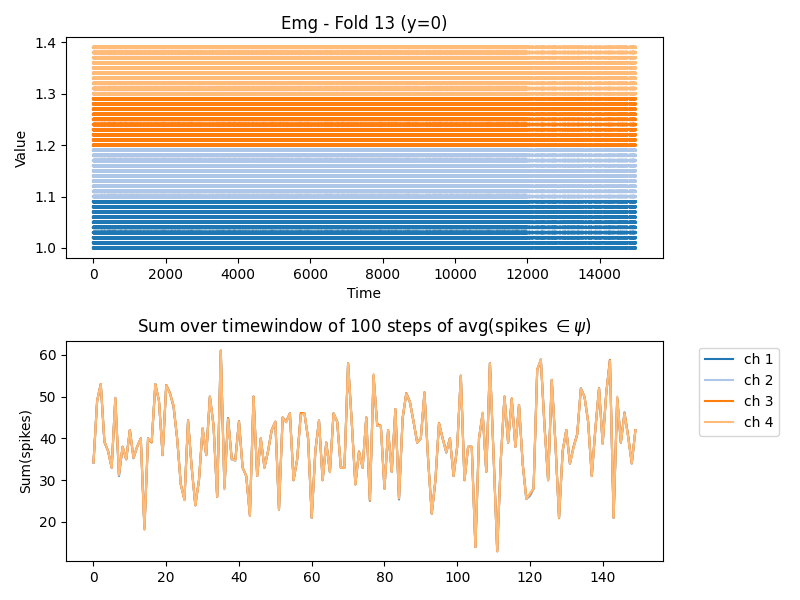 Emg - Fold 13 (y=0)
1.4
1.3
1.2
1.1
1.0
Value
0 2000 4000 6000 8000 10000 12000 14000
Time
Sum over timewindow of 100 steps of avg(spikes ∈ ψ)
60
50
40
30
20
Sum(spikes)
0 20 40 60 80 100 120 140
ch 1
ch 2
ch 3
ch 4